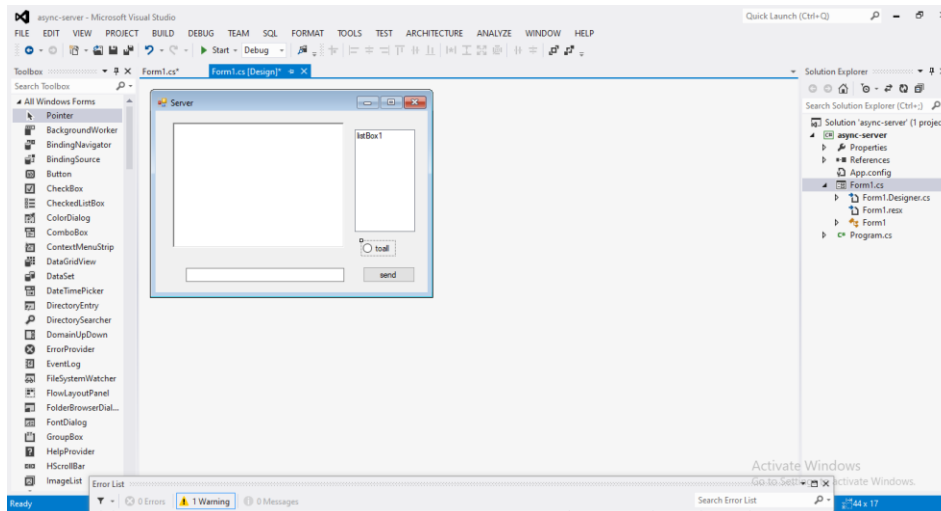 async-server - Microsoft Visual Studio
Quick Launch (Ctrl+Q)
FILE EDIT VIEW PROJECT BUILD DEBUG TEAM SQL FORMAT TOOLS TEST ARCHITECTURE ANALYZE WINDOW HELP
Start - Debug
Toolbox
Form1.cs*
Form1.cs [Design]*
Solution Explorer
Search Toolbox
All Windows Forms
Pointer
BackgroundWorker
BindingNavigator
BindingSource
Button
CheckBox
CheckedListBox
ColorDialog
ComboBox
ContextMenuStrip
DataGridView
DataSet
DateTimePicker
DirectoryEntry
DirectorySearcher
DomainUpDown
ErrorProvider
EventLog
FileSystemWatcher
FlowLayoutPanel
FolderBrowserDial...
FontDialog
GroupBox
HelpProvider
HScrollBar
ImageList
Server
listBox1
toall
send
Search Solution Explorer (Ctrl+;)
Solution 'async-server' (1 projec
async-server
Properties
References
App.config
Form1.cs
Form1.Designer.cs
Form1.resx
Form1
Program.cs
Activate Windows
Go to Sett activate Windows.
Error List
0 Errors 1 Warning 0 Messages
Search Error List
Ready
44 x 17